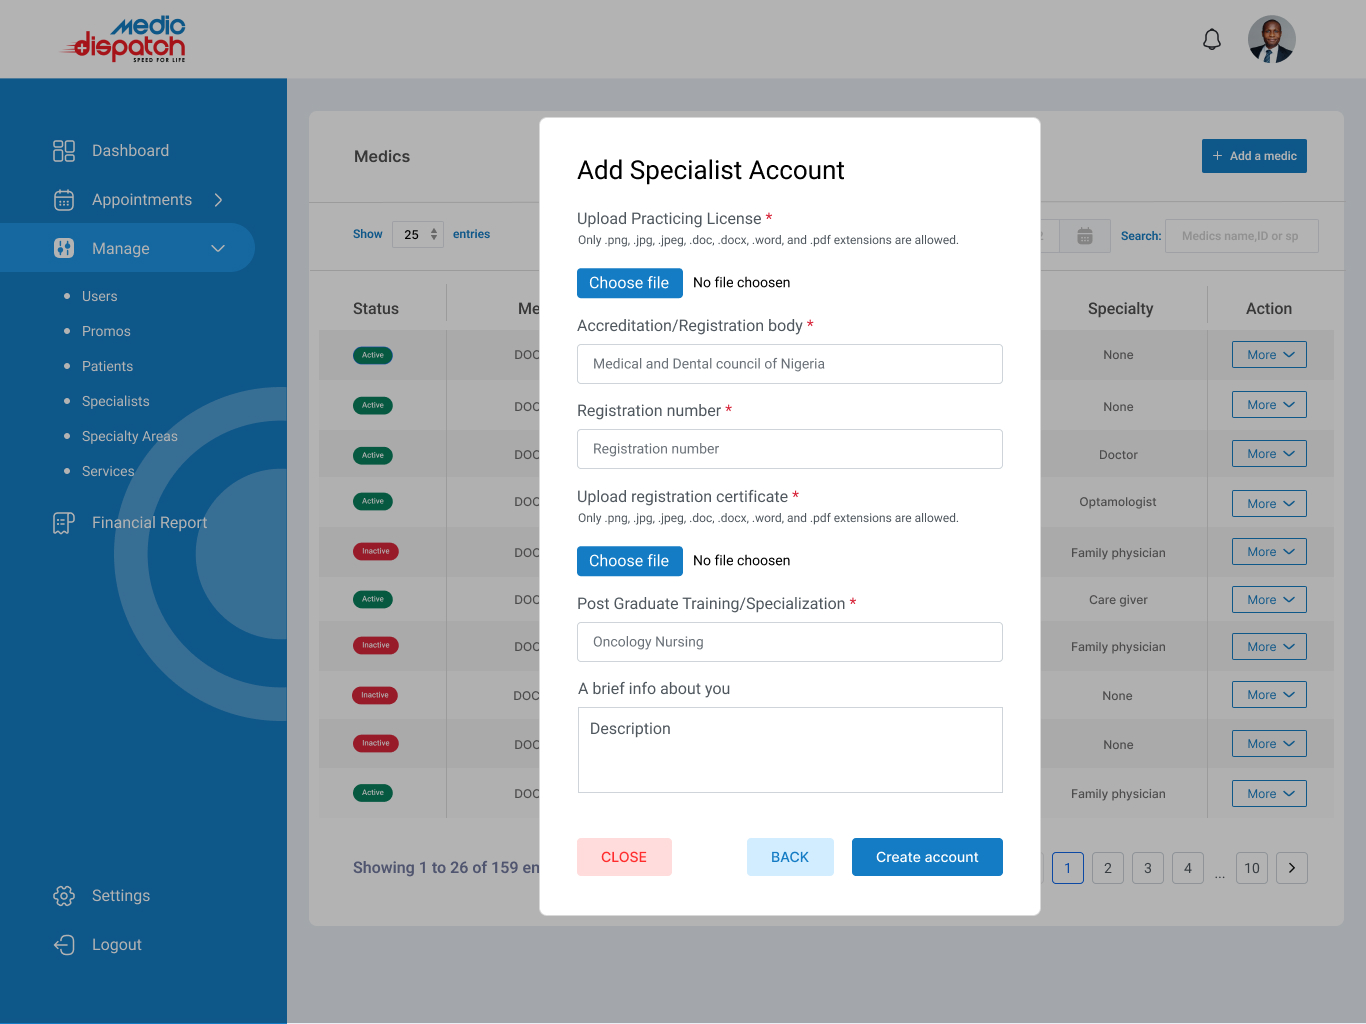 medic
dispatch
SPEED FOR LIFE
Dashboard
Appointments
Manage
Users
Promos
Patients
Specialists
Specialty Areas
Services
Financial Report
Settings
Logout
Medics
+ Add a medic
Show 25 entries
2
Search: Medics name,ID or sp
Status Me Specialty Action
Active DOC None More
Active DOC None More
Active DOC Doctor More
Active DOC Optamologist More
Inactive DOC Family physician More
Active DOC Care giver More
Inactive DOC Family physician More
Inactive DOC None More
Inactive DOC None More
Active DOC Family physician More
Showing 1 to 26 of 159 en
1 2 3 4 ... 10 >
Add Specialist Account
Upload Practicing License *
Only .png, .jpg, .jpeg, .doc, .docx, .word, and .pdf extensions are allowed.
Choose file No file choosen
Accreditation/Registration body *
Medical and Dental council of Nigeria
Registration number *
Registration number
Upload registration certificate *
Only .png, .jpg, .jpeg, .doc, .docx, .word, and .pdf extensions are allowed.
Choose file No file choosen
Post Graduate Training/Specialization *
Oncology Nursing
A brief info about you
Description
CLOSE BACK Create account